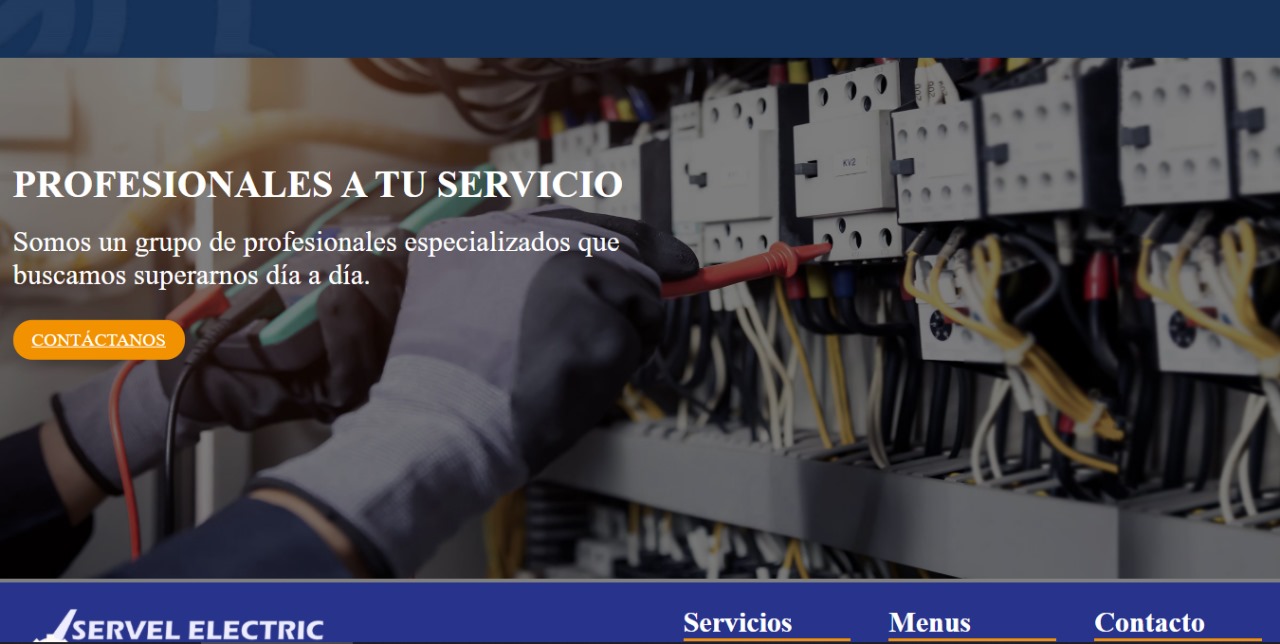 PROFESIONALES A TU SERVICIO
Somos un grupo de profesionales especializados que
buscamos superarnos día a día.
CONTÁCTANOS
KV2
SERVEL ELECTRIC
Servicios
Menus
Contacto